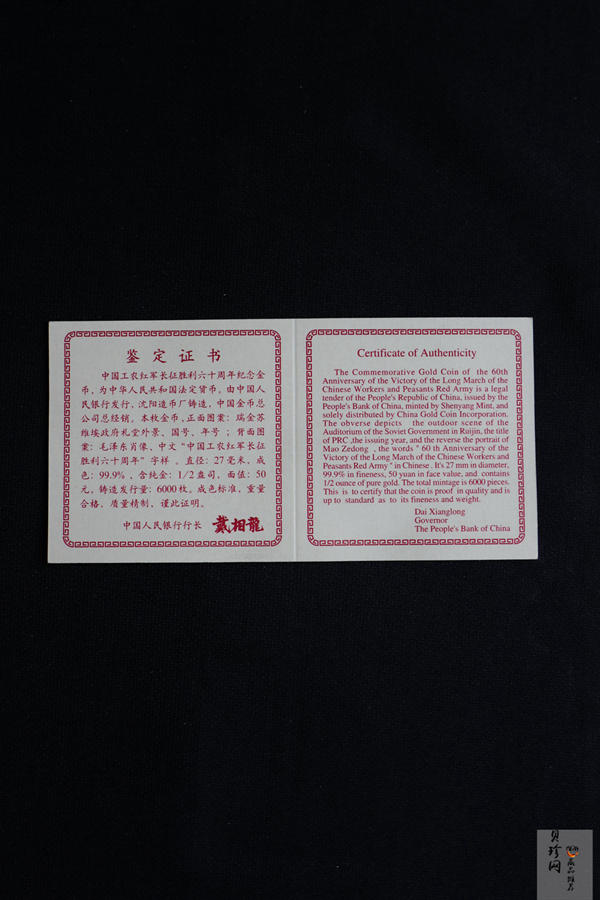 鉴定证书
中国工农红军长征胜利六十周年纪念金
币，为中华人民共和国法定货币。由中国人
民银行发行，沈阳造币厂铸造，中国金币总
公司总经销。本枚金币，正面图案：瑞金苏
维埃政府礼堂外景、国号、年号；背面图
案：毛泽东肖像、中文“中国工农红军长征
胜利六十周年”字样。直径：27毫米，成
色：99.9%，含纯金：1/2盎司，面值：50
元，铸造发行量：6000枚。成色标准，重量
合格，质量精制，谨此证明。
中国人民银行行长 戴相龍
Certificate of Authenticity
The Commemorative Gold Coin of the 60th
Anniversary of the Victory of the Long March of the
Chinese Workers and Peasants Red Army is a legal
tender of the People's Republic of China, issued by the
People's Bank of China, minted by Shenyang Mint, and
solely distributed by China Gold Coin Incorporation.
The obverse depicts the outdoor scene of the
Auditorium of the Soviet Government in Ruijin, the title
of PRC ,the issuing year, and the reverse the portrait of
Mao Zedong , the words " 60 th Anniversary of the
Victory of the Long March of the Chinese Workers and
Peasants Red Army " in Chinese . It's 27 mm in diameter,
99.9% in fineness, 50 yuan in face value, and contains
1/2 ounce of pure gold. The total mintage is 6000 pieces.
This is to certify that the coin is proof in quality and is
up to standard as to its fineness and weight.
Dai Xianglong
Governor
The People's Bank of China
贝珍网